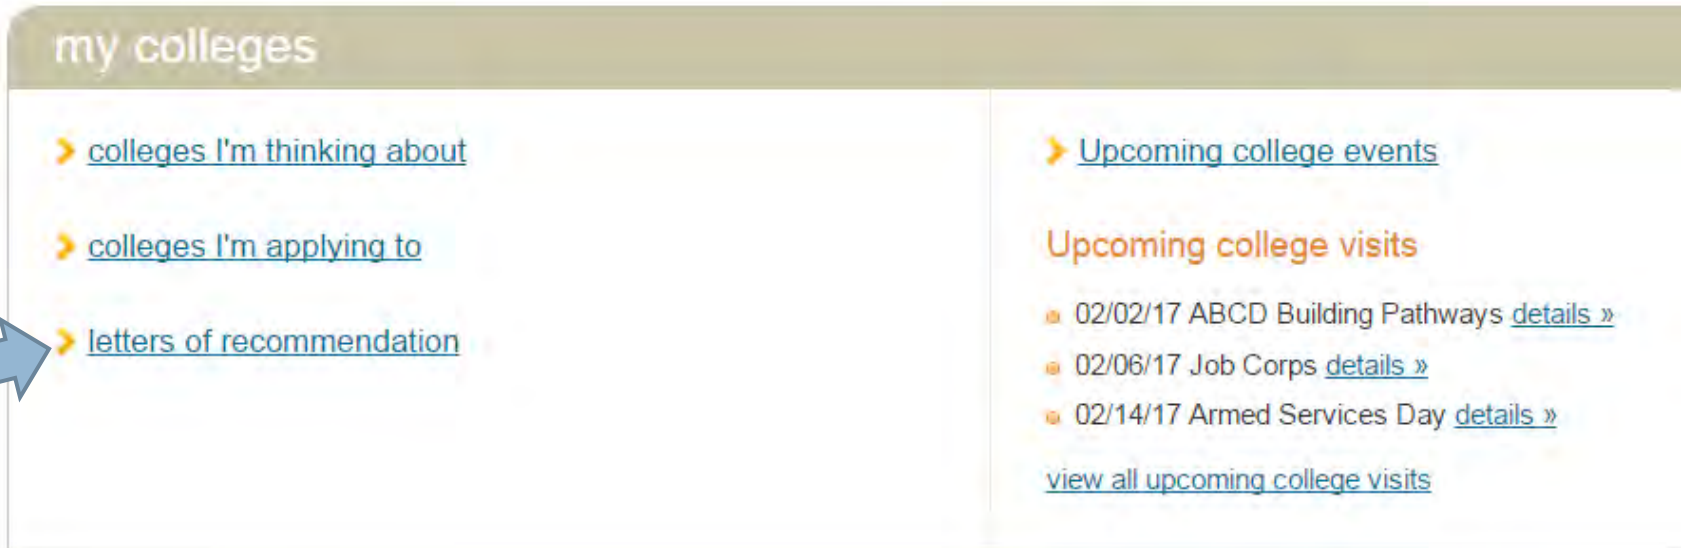 my colleges
colleges I'm thinking about
colleges I'm applying to
letters of recommendation
Upcoming college events
Upcoming college visits
02/02/17 ABCD Building Pathways details »
02/06/17 Job Corps details »
02/14/17 Armed Services Day details »
view all upcoming college visits